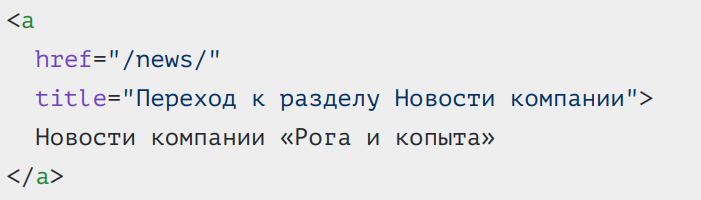 <a
href="/news/"
title="Переход к разделу Новости компании">
Новости компании «Рога и копыта»
</a>